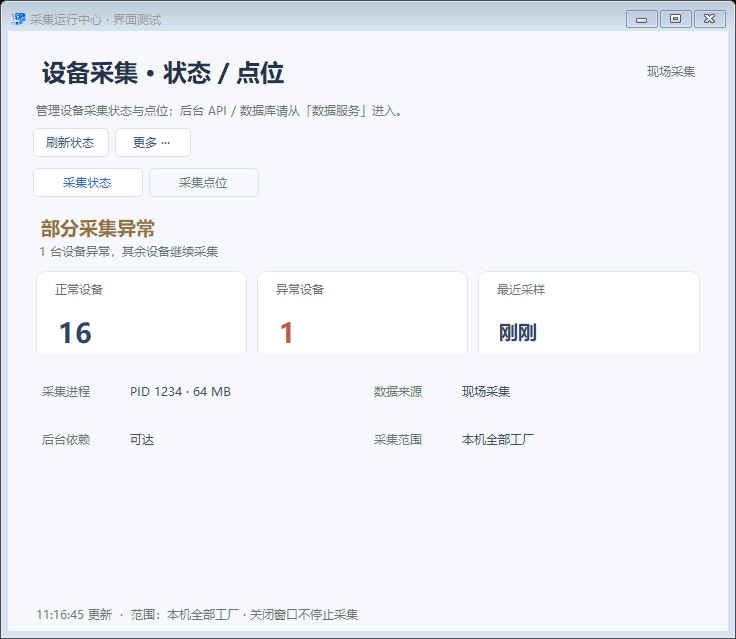 采集运行中心 · 界面测试
设备采集 • 状态 / 点位
现场采集
管理设备采集状态与点位；后台 API / 数据库请从「数据服务」进入。
刷新状态 更多 ···
采集状态 采集点位
部分采集异常
1 台设备异常，其余设备继续采集
正常设备 异常设备 最近采样
16 1 刚刚
采集进程 PID 1234 · 64 MB 数据来源 现场采集
后台依赖 可达 采集范围 本机全部工厂
11:16:45 更新 · 范围：本机全部工厂 · 关闭窗口不停止采集